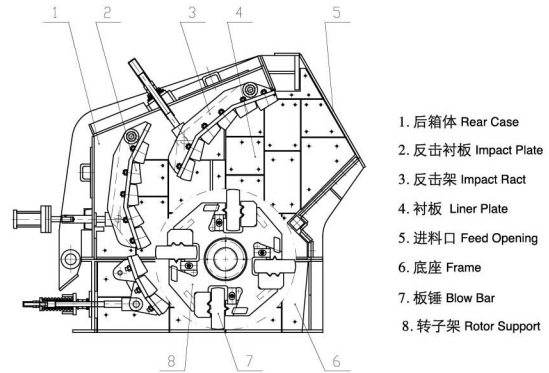 1 2 3 4 5
1. 后箱体 Rear Case
2. 反击衬板 Impact Plate
3. 反击架 Impact Ract
4. 衬板 Liner Plate
5. 进料口 Feed Opening
6. 底座 Frame
7. 板锤 Blow Bar
8. 转子架 Rotor Support
8 7 6